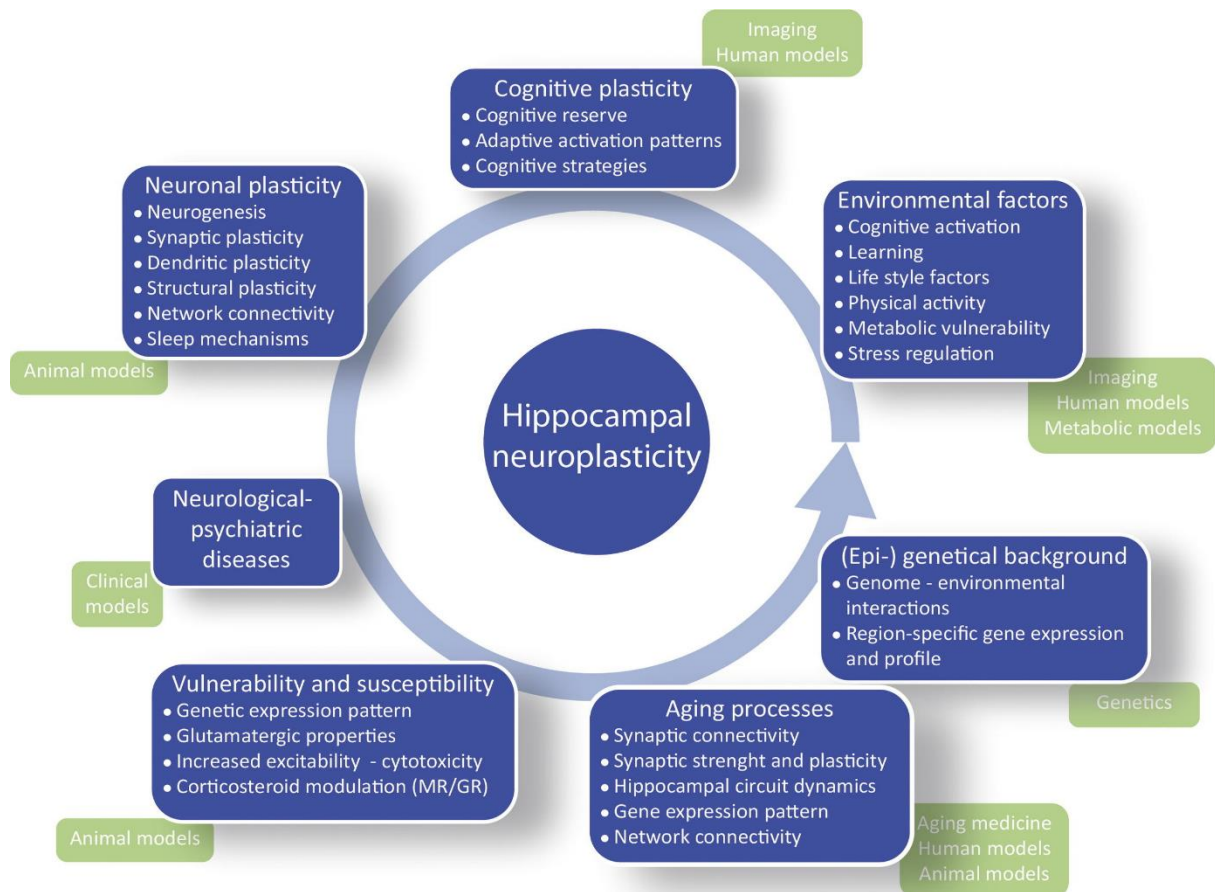 Imaging
Human models
Cognitive plasticity
• Cognitive reserve
• Adaptive activation patterns
• Cognitive strategies
Neuronal plasticity
• Neurogenesis
• Synaptic plasticity
• Dendritic plasticity
• Structural plasticity
• Network connectivity
• Sleep mechanisms
Animal models
Environmental factors
• Cognitive activation
• Learning
• Life style factors
• Physical activity
• Metabolic vulnerability
• Stress regulation
Imaging
Human models
Metabolic models
Hippocampal
neuroplasticity
Neurological-
psychiatric
diseases
Clinical
models
(Epi-) genetical background
• Genome - environmental
interactions
• Region-specific gene expression
and profile
Genetics
Vulnerability and susceptibility
• Genetic expression pattern
• Glutamatergic properties
• Increased excitability - cytotoxicity
• Corticosteroid modulation (MR/GR)
Animal models
Aging processes
• Synaptic connectivity
• Synaptic strenght and plasticity
• Hippocampal circuit dynamics
• Gene expression pattern
• Network connectivity
Aging medicine
Human models
Animal models